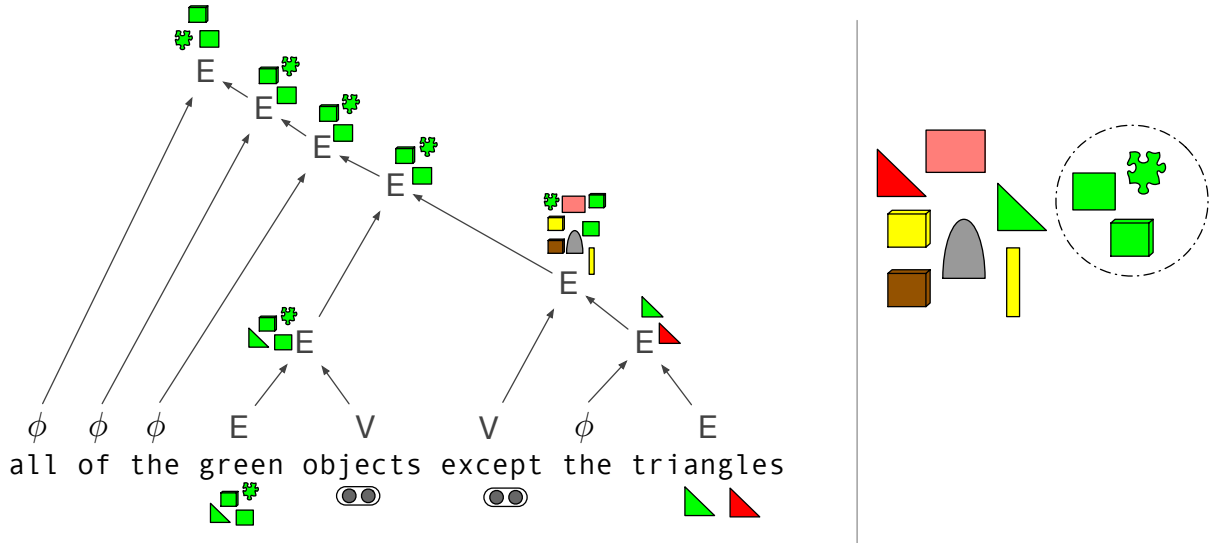 E
E
E
E
E
E E
ϕ ϕ ϕ E V V ϕ E
all of the green objects except the triangles